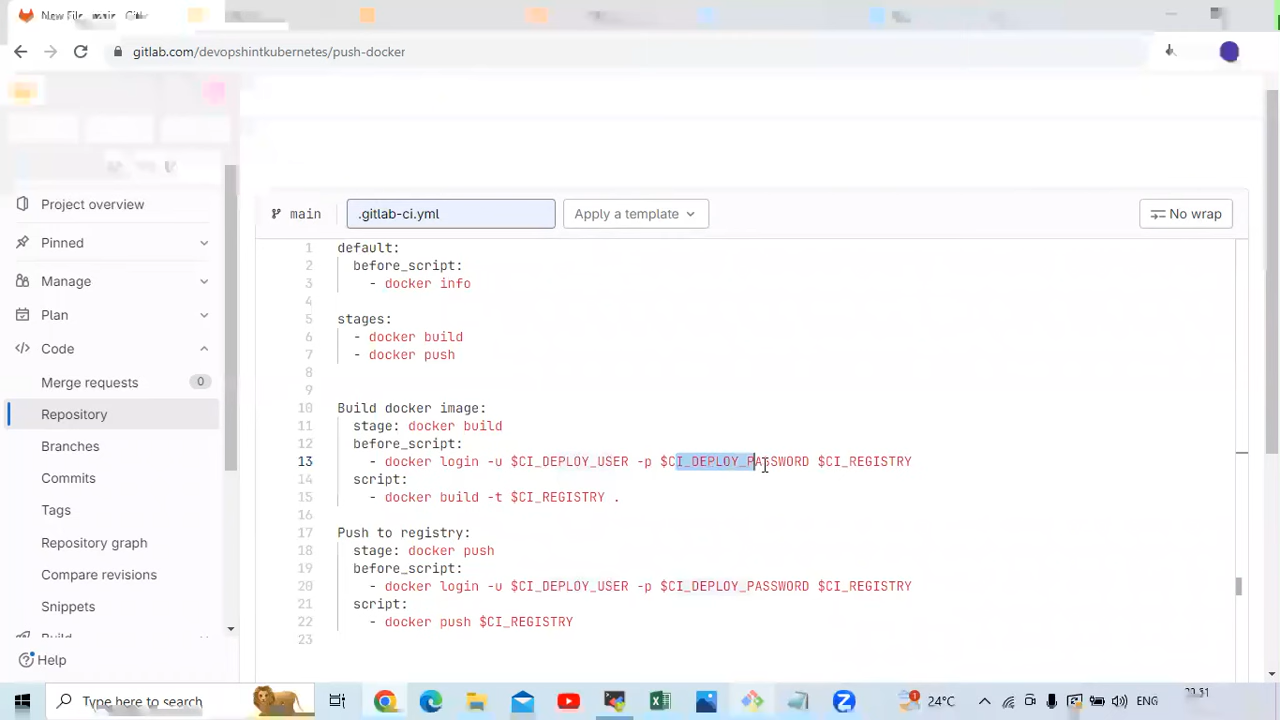 gitlab.com/devopshintkubernetes/push-docker
Project overview
Pinned
Manage
Plan
Code
Merge requests 0
Repository
Branches
Commits
Tags
Repository graph
Compare revisions
Snippets
Help
main
.gitlab-ci.yml
Apply a template
No wrap
1 default:
2 before_script:
3 - docker info
4
5 stages:
6 - docker build
7 - docker push
8
9
10 Build docker image:
11 stage: docker build
12 before_script:
13 - docker login -u $CI_DEPLOY_USER -p $CI_DEPLOY_PASSWORD $CI_REGISTRY
14 script:
15 - docker build -t $CI_REGISTRY .
16
17 Push to registry:
18 stage: docker push
19 before_script:
20 - docker login -u $CI_DEPLOY_USER -p $CI_DEPLOY_PASSWORD $CI_REGISTRY
21 script:
22 - docker push $CI_REGISTRY
23
Type here to search
1
24°C
ENG